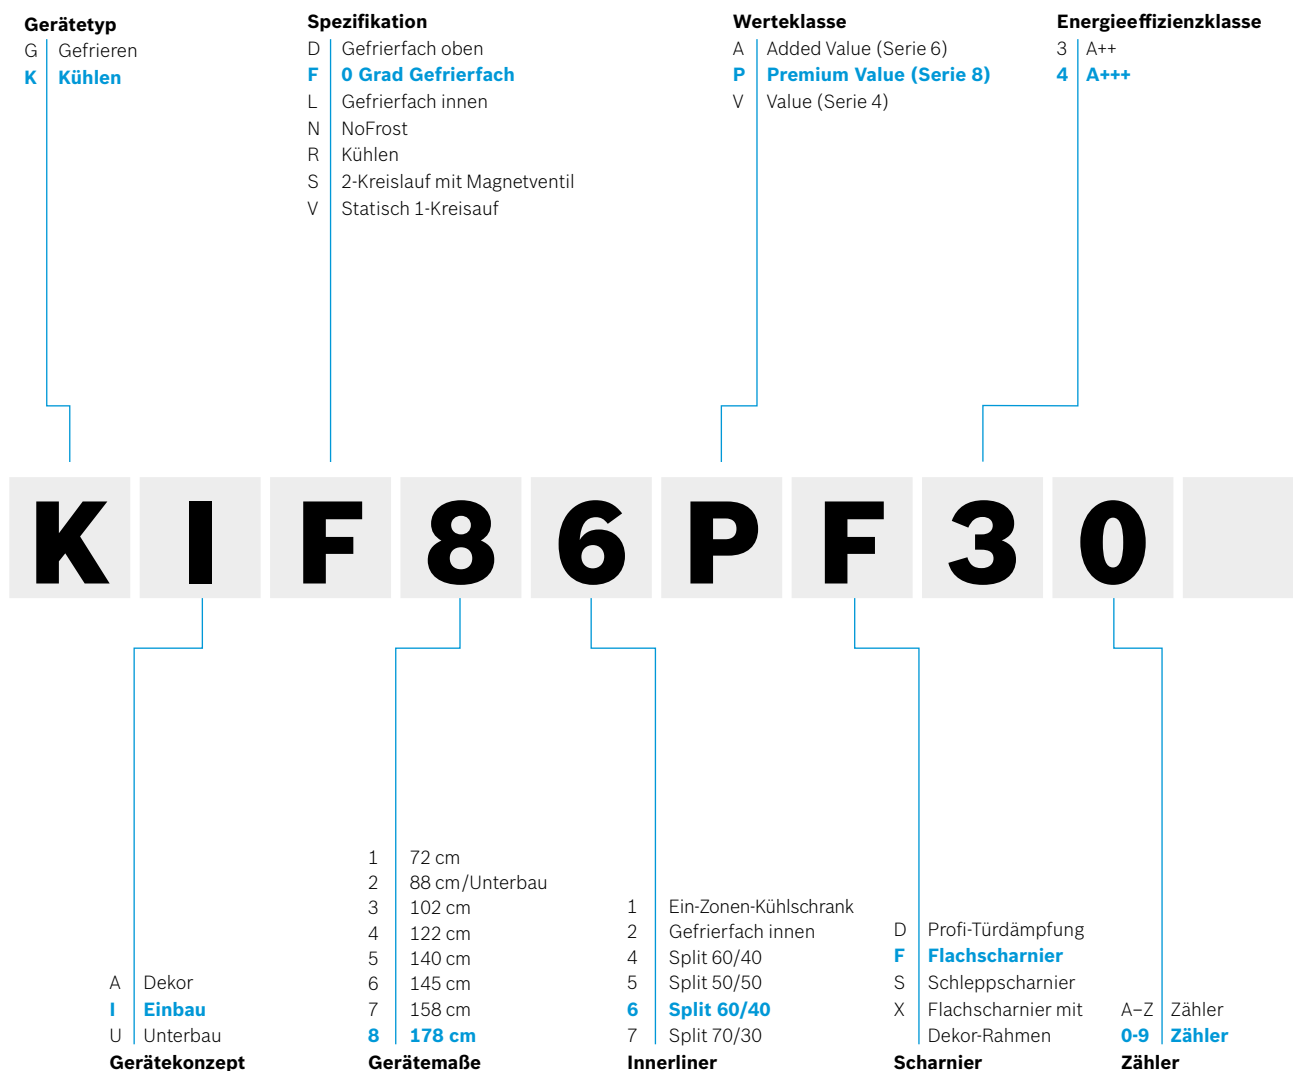 Gerätetyp
G Gefrieren
K Kühlen
Spezifikation
D Gefrierfach oben
F 0 Grad Gefrierfach
L Gefrierfach innen
N NoFrost
R Kühlen
S 2-Kreislauf mit Magnetventil
V Statisch 1-Kreisauf
Werteklasse
A Added Value (Serie 6)
P Premium Value (Serie 8)
V Value (Serie 4)
Energieeffizienzklasse
3 A++
4 A+++
K I F 8 6 P F 3 0
A Dekor
I Einbau
U Unterbau
Gerätekonzept
1 72 cm
2 88 cm/Unterbau
3 102 cm
4 122 cm
5 140 cm
6 145 cm
7 158 cm
8 178 cm
Gerätemaße
1 Ein-Zonen-Kühlschrank
2 Gefrierfach innen
4 Split 60/40
5 Split 50/50
6 Split 60/40
7 Split 70/30
Innerliner
D Profi-Türdämpfung
F Flachscharnier
S Schleppscharnier
X Flachscharnier mit
Dekor-Rahmen
Scharnier
A–Z Zähler
0-9 Zähler
Zähler